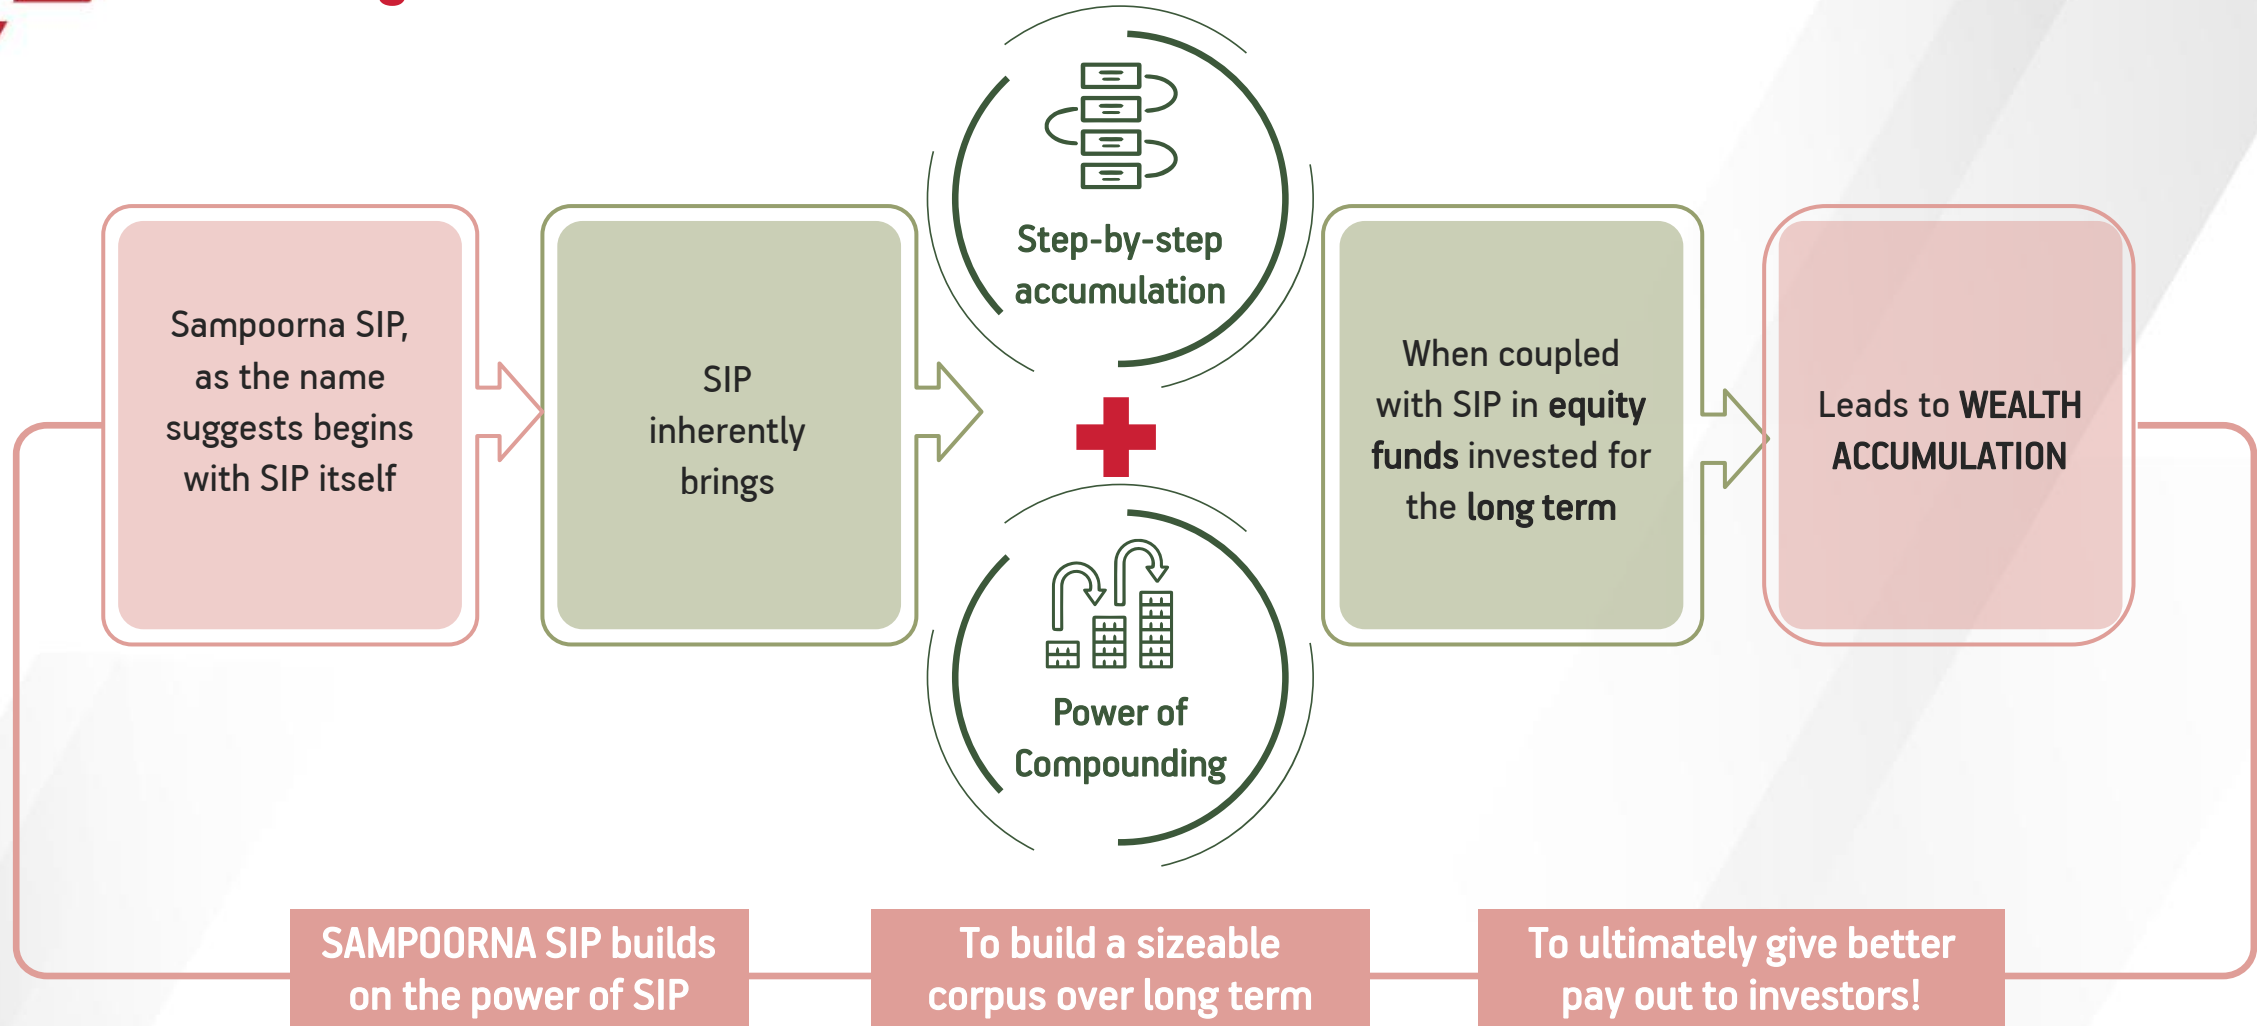 Sampoorna SIP,
as the name
suggests begins
with SIP itself
SIP
inherently
brings
Step-by-step
accumulation
Power of
Compounding
When coupled
with SIP in equity
funds invested for
the long term
Leads to WEALTH
ACCUMULATION
SAMPOORNA SIP builds
on the power of SIP
To build a sizeable
corpus over long term
To ultimately give better
pay out to investors!